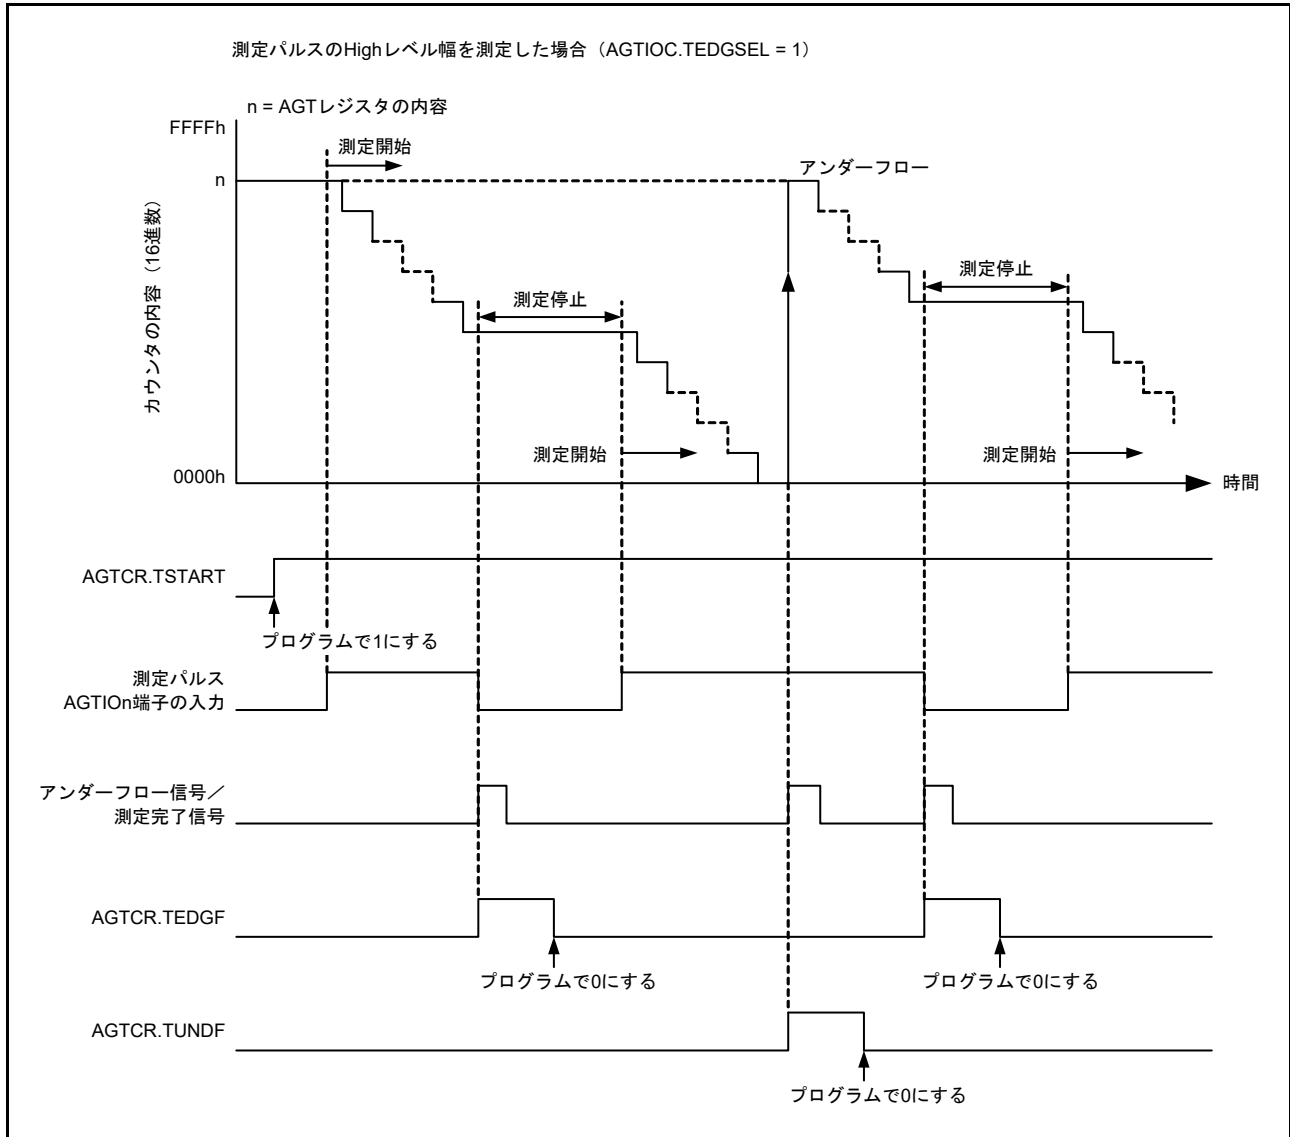 測定パルスのHighレベル幅を測定した場合（AGTIOC.TEDGSEL = 1）
n = AGTレジスタの内容
FFFFh
測定開始
n
アンダーフロー
カウンタの内容（16進数）
測定停止
測定停止
測定開始
測定開始
0000h
時間
AGTCR.TSTART
プログラムで1にする
測定パルス
AGTIOn端子の入力
アンダーフロー信号／
測定完了信号
AGTCR.TEDGF
プログラムで0にする
プログラムで0にする
AGTCR.TUNDF
プログラムで0にする